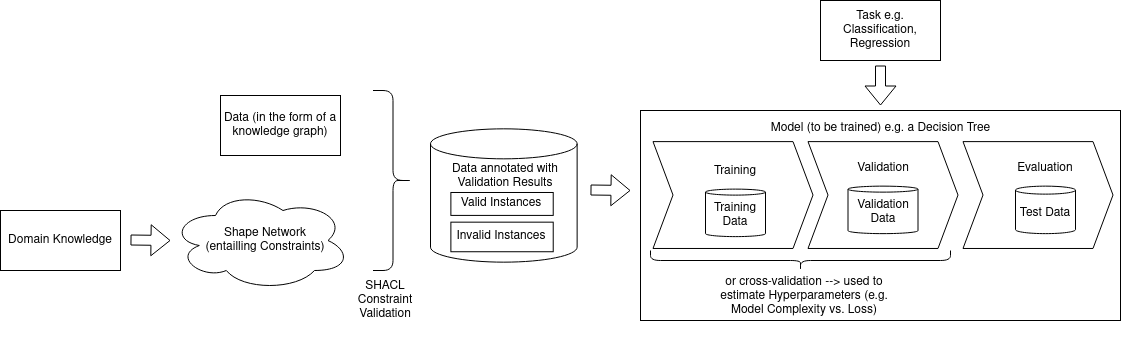 Domain Knowledge
Data (in the form of a
knowledge graph)
Shape Network
(entailling Constraints)
SHACL
Constraint
Validation
Data annotated with
Validation Results
Valid Instances
Invalid Instances
Task e.g.
Classification,
Regression
Model (to be trained) e.g. a Decision Tree
Training
Training
Data
Validation
Validation
Data
Evaluation
Test Data
or cross-validation --> used to
estimate Hyperparameters (e.g.
Model Complexity vs. Loss)